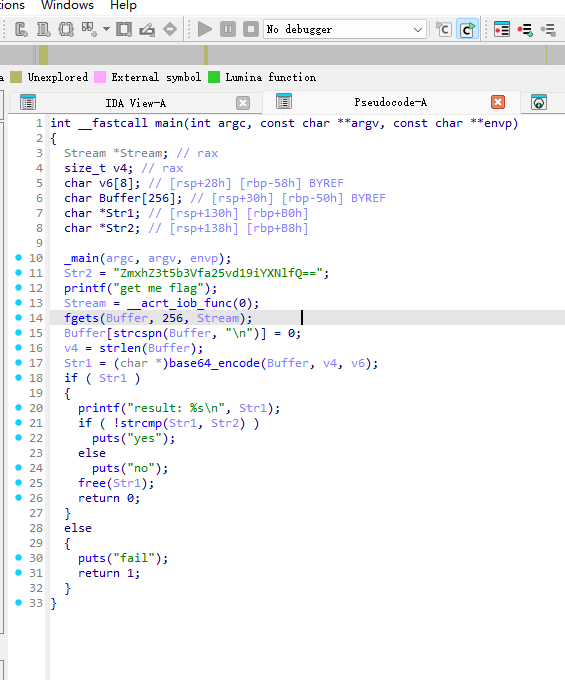 tions Windows Help
No debugger
a Unexplored External symbol Lumina function
IDA View-A Pseudocode-A
1 int __fastcall main(int argc, const char **argv, const char **envp)
2 {
3 Stream *Stream; // rax
4 size_t v4; // rax
5 char v6[8]; // [rsp+28h] [rbp-58h] BYREF
6 char Buffer[256]; // [rsp+30h] [rbp-50h] BYREF
7 char *Str1; // [rsp+130h] [rbp+B0h]
8 char *Str2; // [rsp+138h] [rbp+B8h]
9
10 _main(argc, argv, envp);
11 Str2 = "ZmxhZ3t5b3Vfa25vd19iYXNlfQ==";
12 printf("get me flag");
13 Stream = __acrt_iob_func(0);
14 fgets(Buffer, 256, Stream);
15 Buffer[strcspn(Buffer, "\n")] = 0;
16 v4 = strlen(Buffer);
17 Str1 = (char *)base64_encode(Buffer, v4, v6);
18 if ( Str1 )
19 {
20 printf("result: %s\n", Str1);
21 if ( !strcmp(Str1, Str2) )
22 puts("yes");
23 else
24 puts("no");
25 free(Str1);
26 return 0;
27 }
28 else
29 {
30 puts("fail");
31 return 1;
32 }
33 }